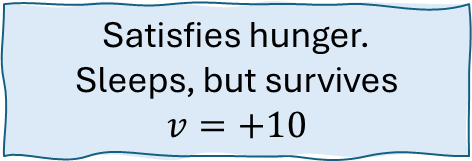 Satisfies hunger.
Sleeps, but survives
𝑣 = +10